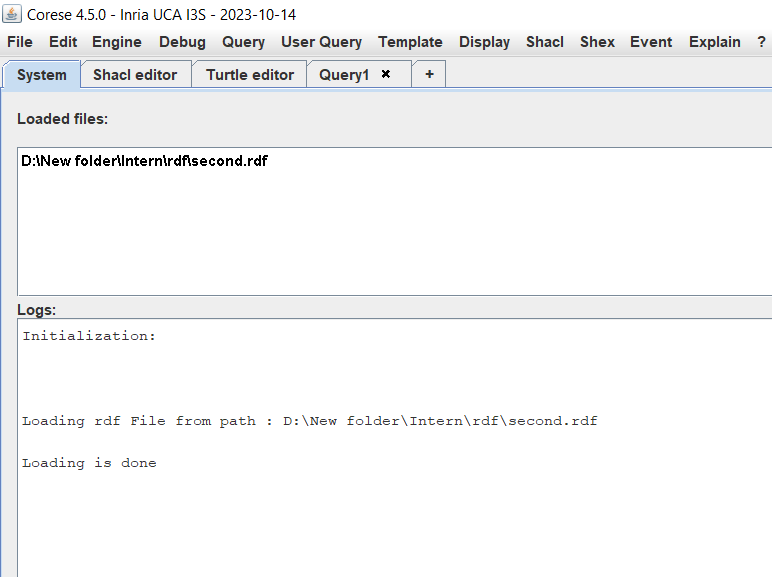 Corese 4.5.0 - Inria UCA I3S - 2023-10-14
File Edit Engine Debug Query User Query Template Display Shacl Shex Event Explain ?
System Shacl editor Turtle editor Query1 × +
Loaded files:
D:\New folder\Intern\rdf\second.rdf
Logs:
Initialization:
Loading rdf File from path : D:\New folder\Intern\rdf\second.rdf
Loading is done